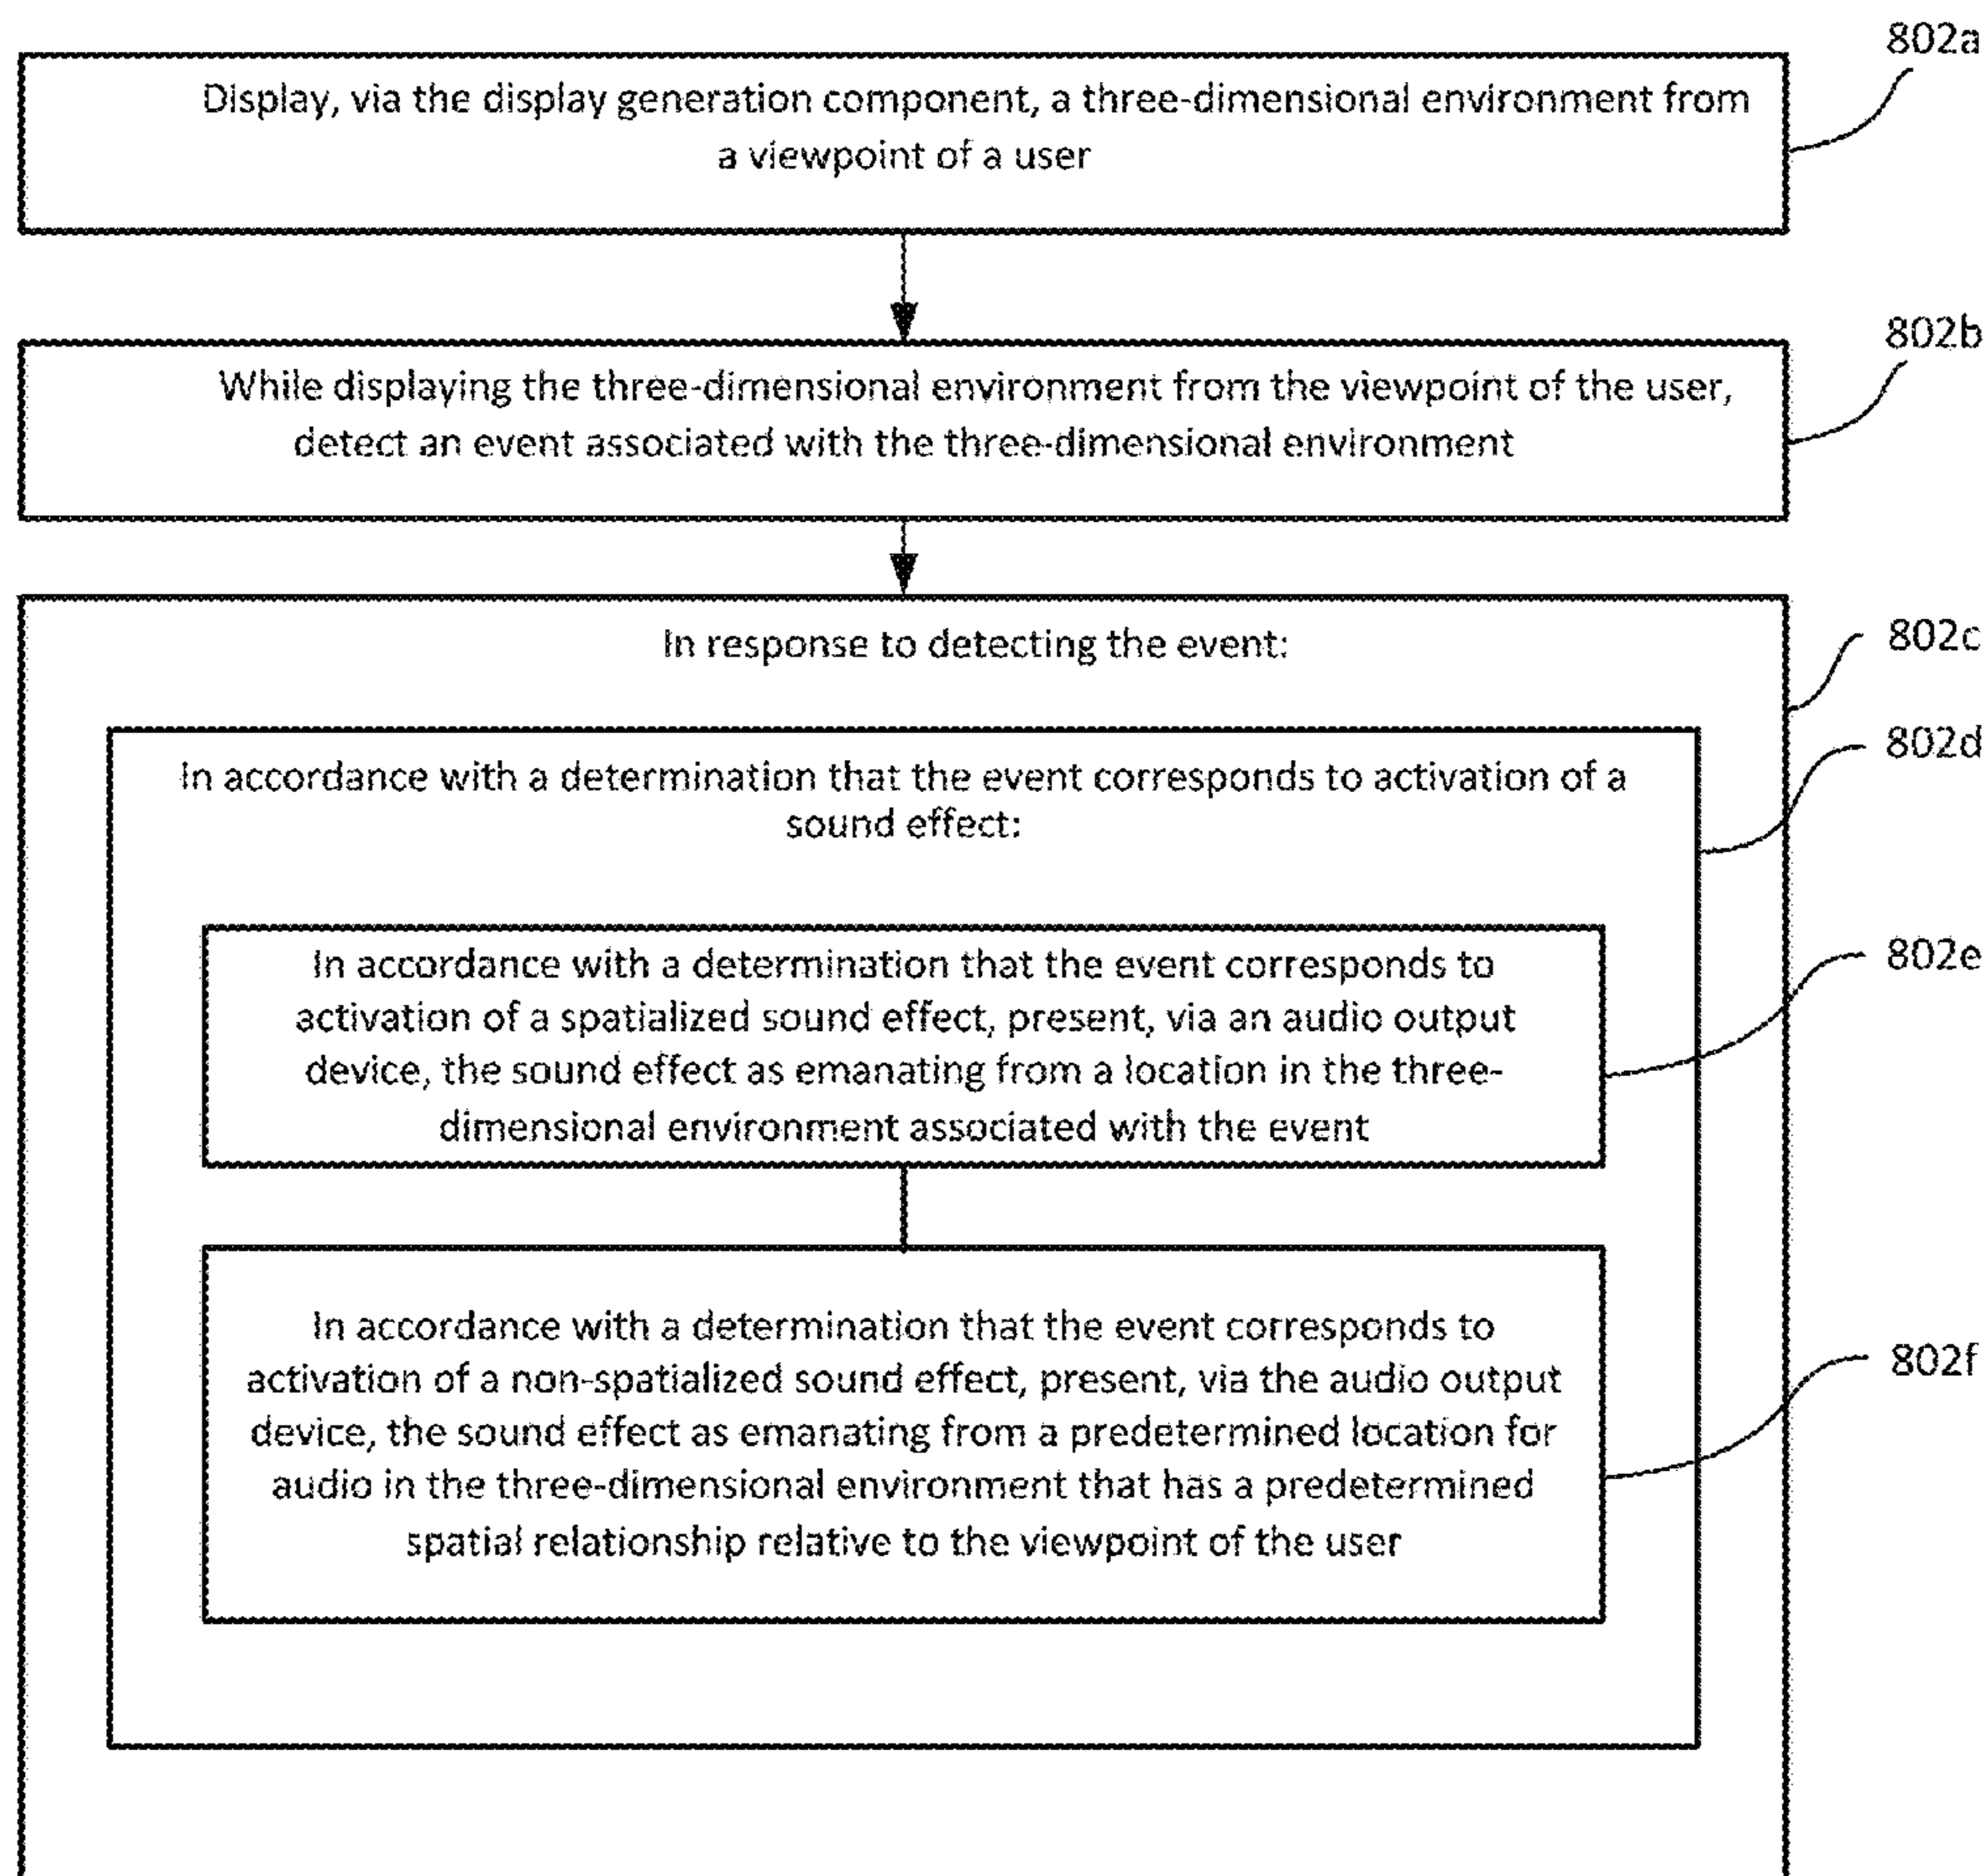 802a
Display, via the display generation component, a three-dimensional environment from
a viewpoint of a user
802b
While displaying the three-dimensional environment from the viewpoint of the user,
detect an event associated with the three-dimensional environment
In response to detecting the event:
802c
802d
In accordance with a determination that the event corresponds to activation of a
sound effect:
802e
In accordance with a determination that the event corresponds to
activation of a spatialized sound effect, present, via an audio output
device, the sound effect as emanating from a location in the three-
dimensional environment associated with the event
802f
In accordance with a determination that the event corresponds to
activation of a non-spatialized sound effect, present, via the audio output
device, the sound effect as emanating from a predetermined location for
audio in the three-dimensional environment that has a predetermined
spatial relationship relative to the viewpoint of the user